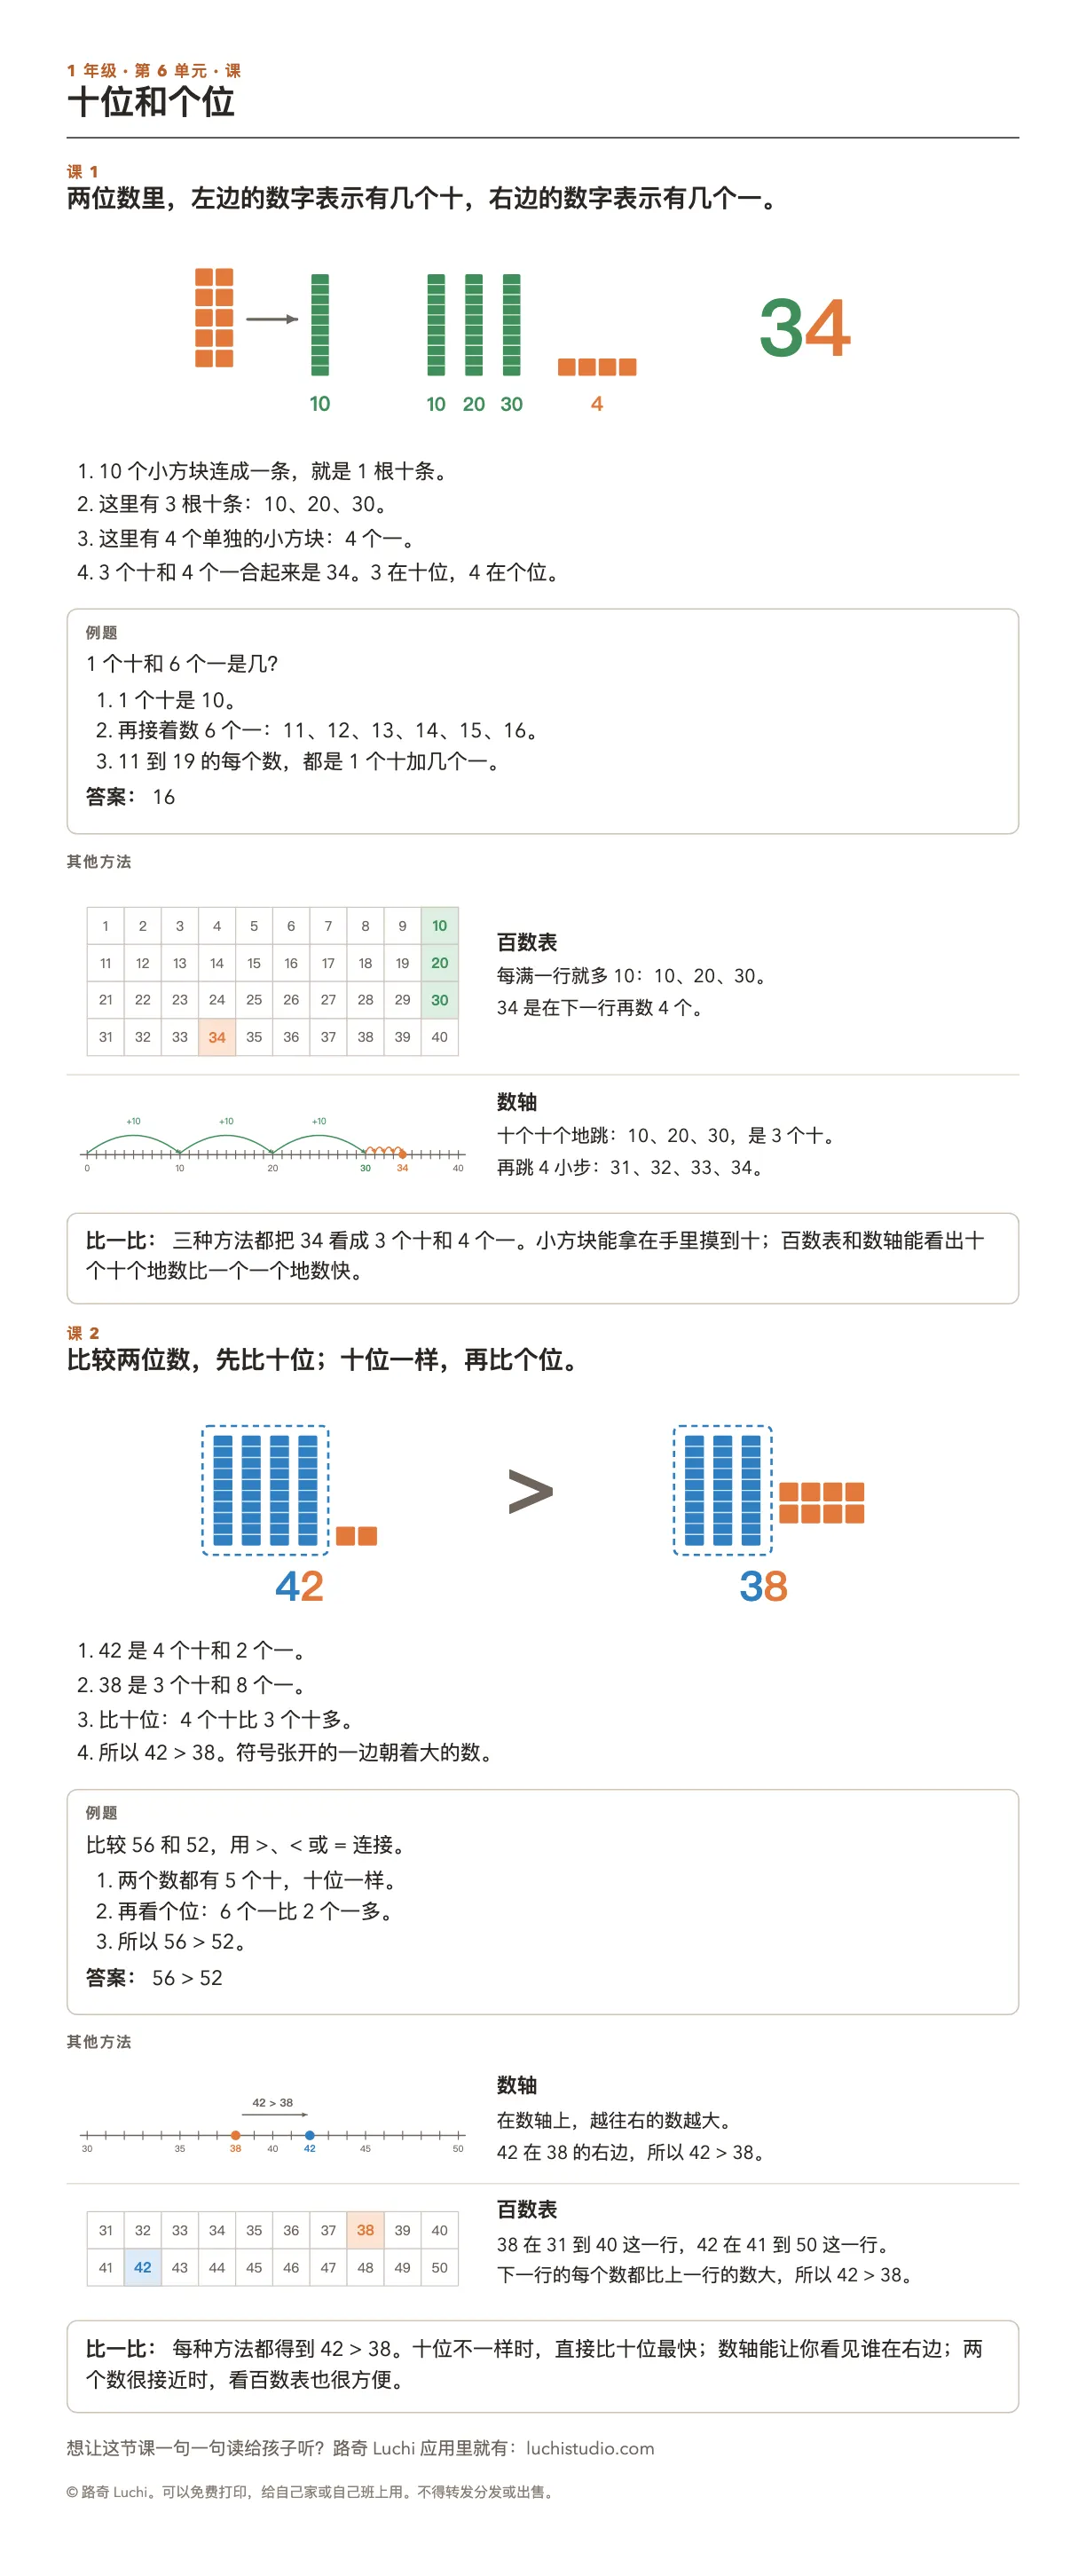 1 年级 · 第 6 单元 · 课
十位和个位
课 1
两位数里，左边的数字表示有几个十，右边的数字表示有几个一。
34
10
10 20 30
4
1. 10 个小方块连成一条，就是 1 根十条。
2. 这里有 3 根十条：10、20、30。
3. 这里有 4 个单独的小方块：4 个一。
4. 3 个十和 4 个一合起来是 34。3 在十位，4 在个位。
例题
1 个十和 6 个一是几？
1. 1 个十是 10。
2. 再接着数 6 个一：11、12、13、14、15、16。
3. 11 到 19 的每个数，都是 1 个十加几个一。
答案： 16
其他方法
1 2 3 4 5 6 7 8 9 10
11 12 13 14 15 16 17 18 19 20
21 22 23 24 25 26 27 28 29 30
31 32 33 34 35 36 37 38 39 40
百数表
每满一行就多 10：10、20、30。
34 是在下一行再数 4 个。
+10 +10 +10
0 10 20 30 34 40
数轴
十个十个地跳：10、20、30，是 3 个十。
再跳 4 小步：31、32、33、34。
比一比： 三种方法都把 34 看成 3 个十和 4 个一。小方块能拿在手里摸到十；百数表和数轴能看出十
个十个地数比一个一个地数快。
课 2
比较两位数，先比十位；十位一样，再比个位。
>
42
38
1. 42 是 4 个十和 2 个一。
2. 38 是 3 个十和 8 个一。
3. 比十位：4 个十比 3 个十多。
4. 所以 42 > 38。符号张开的一边朝着大的数。
例题
比较 56 和 52，用 >、< 或 = 连接。
1. 两个数都有 5 个十，十位一样。
2. 再看个位：6 个一比 2 个一多。
3. 所以 56 > 52。
答案： 56 > 52
其他方法
42 > 38
30 35 38 40 42 45 50
数轴
在数轴上，越往右的数越大。
42 在 38 的右边，所以 42 > 38。
31 32 33 34 35 36 37 38 39 40
41 42 43 44 45 46 47 48 49 50
百数表
38 在 31 到 40 这一行，42 在 41 到 50 这一行。
下一行的每个数都比上一行的数大，所以 42 > 38。
比一比： 每种方法都得到 42 > 38。十位不一样时，直接比十位最快；数轴能让你看见谁在右边；两
个数很接近时，看百数表也很方便。
想让这节课一句一句读给孩子听？路奇 Luchi 应用里就有：luchistudio.com
© 路奇 Luchi。可以免费打印，给自己家或自己班上用。不得转发分发或出售。